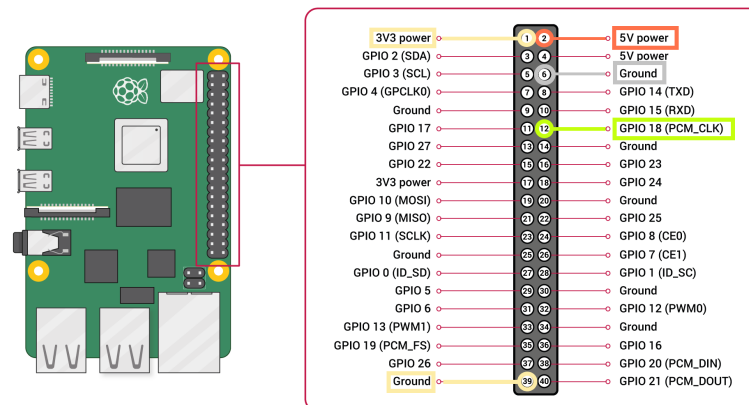 3V3 power 1 2 5V power
GPIO 2 (SDA) 3 4 5V power
GPIO 3 (SCL) 5 6 Ground
GPIO 4 (GPCLK0) 7 8 GPIO 14 (TXD)
Ground 9 10 GPIO 15 (RXD)
GPIO 17 11 12 GPIO 18 (PCM_CLK)
GPIO 27 13 14 Ground
GPIO 22 15 16 GPIO 23
3V3 power 17 18 GPIO 24
GPIO 10 (MOSI) 19 20 Ground
GPIO 9 (MISO) 21 22 GPIO 25
GPIO 11 (SCLK) 23 24 GPIO 8 (CE0)
Ground 25 26 GPIO 7 (CE1)
GPIO 0 (ID_SD) 27 28 GPIO 1 (ID_SC)
GPIO 5 29 30 Ground
GPIO 6 31 32 GPIO 12 (PWM0)
GPIO 13 (PWM1) 33 34 Ground
GPIO 19 (PCM_FS) 35 36 GPIO 16
GPIO 26 37 38 GPIO 20 (PCM_DIN)
Ground 39 40 GPIO 21 (PCM_DOUT)